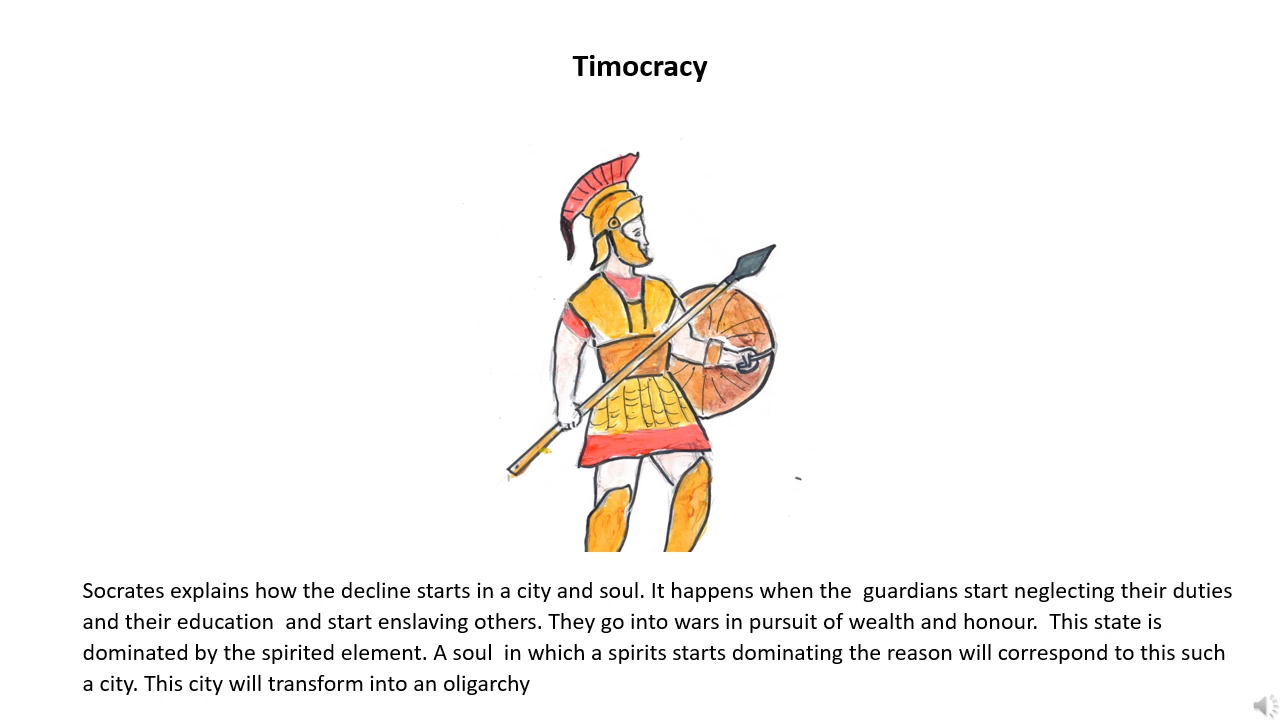 Timocracy
Socrates explains how the decline starts in a city and soul. It happens when the  guardians start neglecting their duties
and their education  and start enslaving others. They go into wars in pursuit of wealth and honour.  This state is
dominated by the spirited element. A soul  in which a spirits starts dominating the reason will correspond to this such
a city. This city will transform into an oligarchy